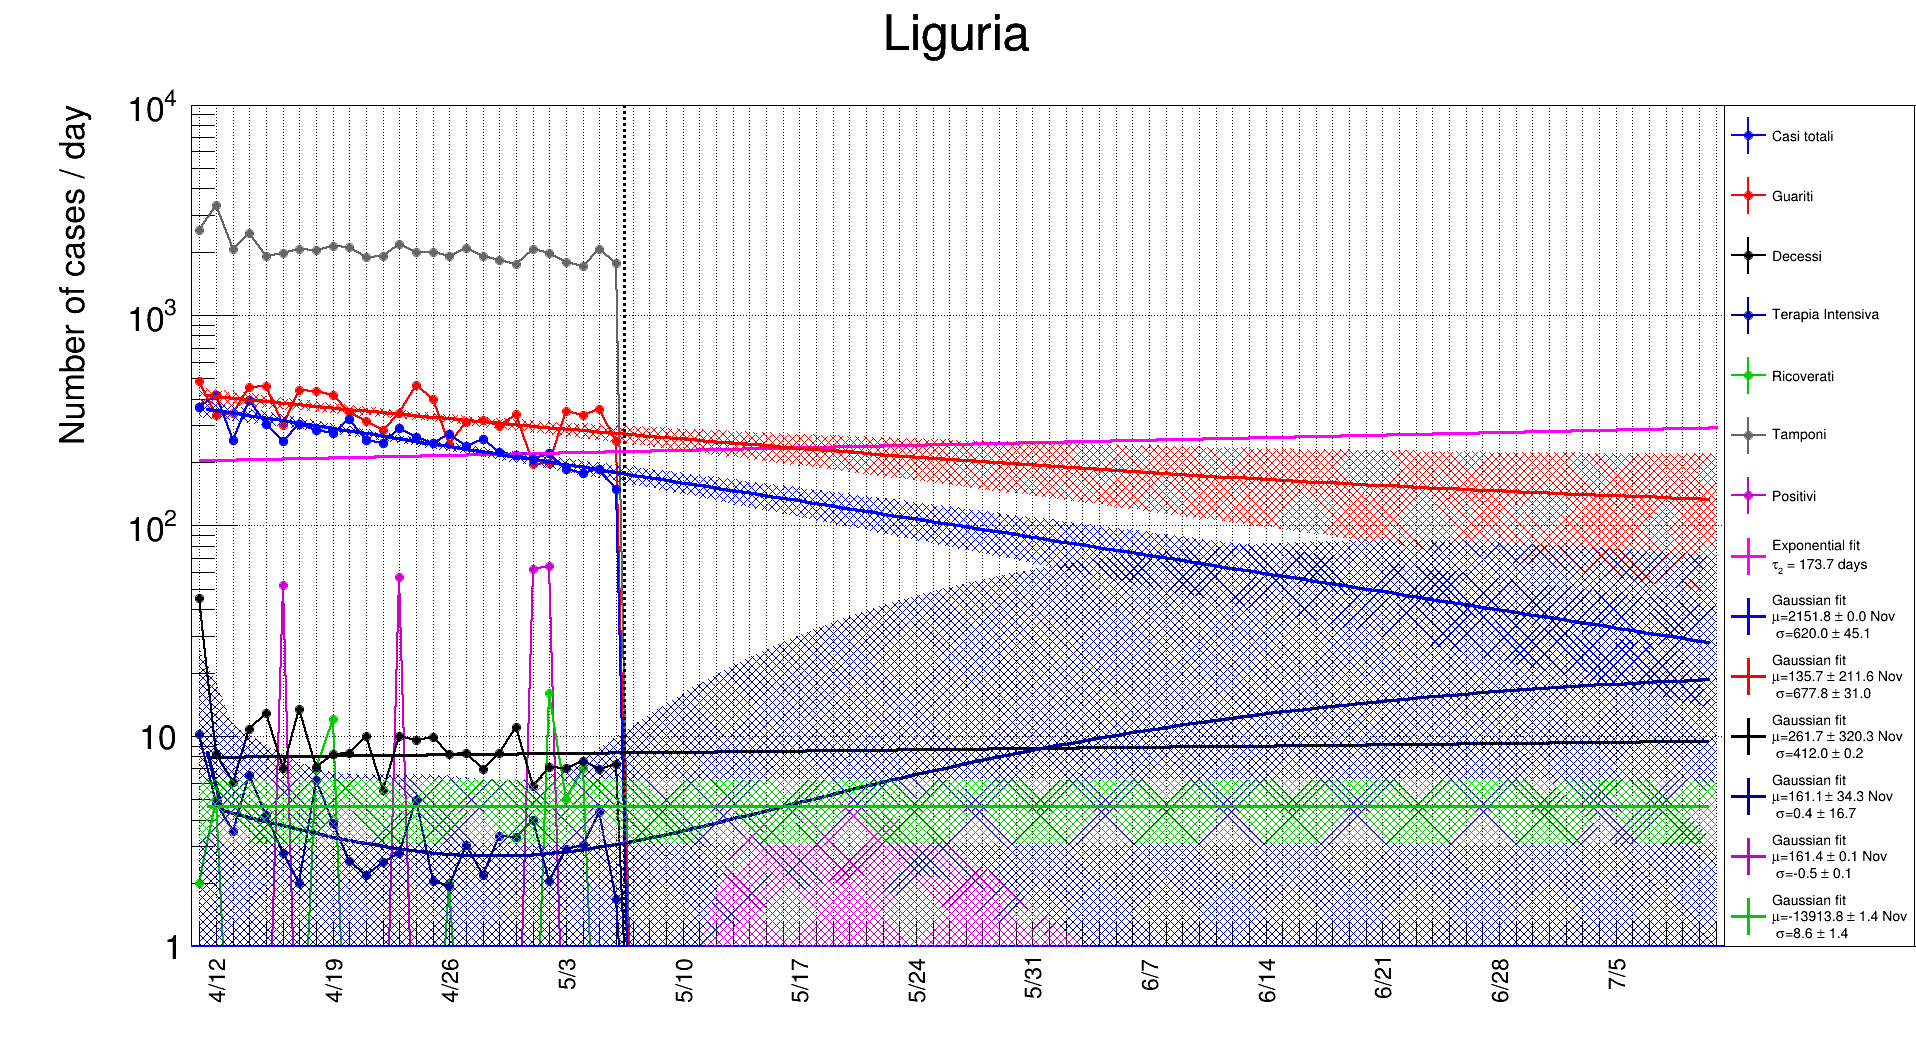 Liguria
Number of cases / day
10⁴
10³
10²
10
1
4/12
4/19
4/26
5/3
5/10
5/17
5/24
5/31
6/7
6/14
6/21
6/28
7/5
Casi totali
Guariti
Decessi
Terapia Intensiva
Ricoverati
Tamponi
Positivi
Exponential fit
τ₂ = 173.7 days
Gaussian fit
μ=2151.8 ± 0.0 Nov
σ=620.0 ± 45.1
Gaussian fit
μ=135.7 ± 211.6 Nov
σ=677.8 ± 31.0
Gaussian fit
μ=261.7 ± 320.3 Nov
σ=412.0 ± 0.2
Gaussian fit
μ=161.1 ± 34.3 Nov
σ=0.4 ± 16.7
Gaussian fit
μ=161.4 ± 0.1 Nov
σ=-0.5 ± 0.1
Gaussian fit
μ=-13913.8 ± 1.4 Nov
σ=8.6 ± 1.4